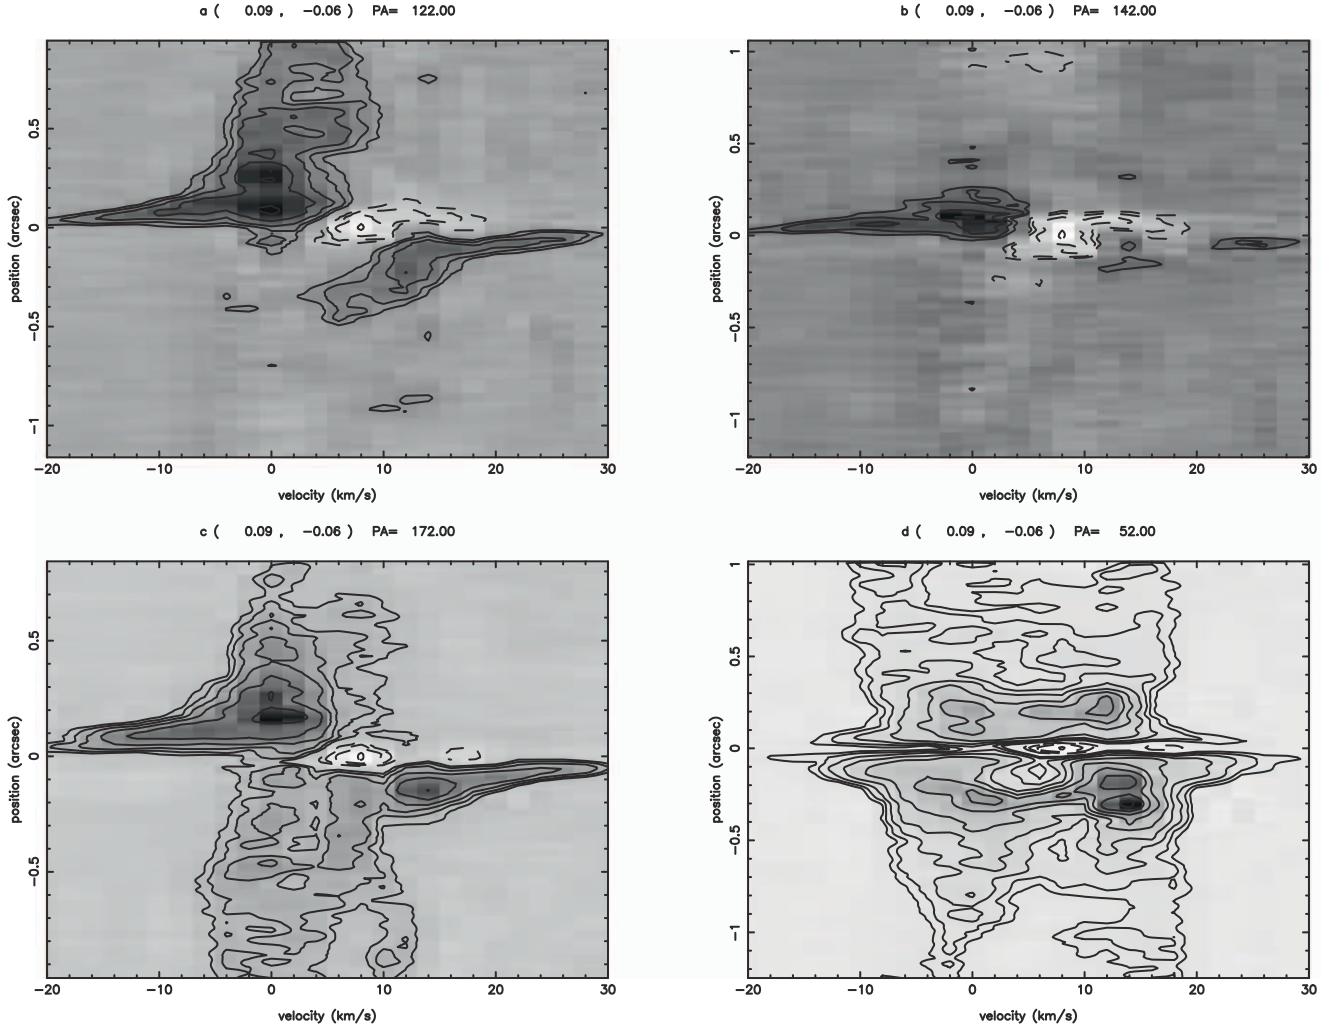 a ( 0.09 , −0.06 ) PA= 122.00
b ( 0.09 , −0.06 ) PA= 142.00
position (arcsec)
0.5
0
−0.5
−1
−20 −10 0 10 20 30
velocity (km/s)
position (arcsec)
1
0.5
0
−0.5
−1
−20 −10 0 10 20 30
velocity (km/s)
c ( 0.09 , −0.06 ) PA= 172.00
d ( 0.09 , −0.06 ) PA= 52.00
position (arcsec)
0.5
0
−0.5
−20 −10 0 10 20 30
velocity (km/s)
position (arcsec)
1
0.5
0
−0.5
−1
−20 −10 0 10 20 30
velocity (km/s)